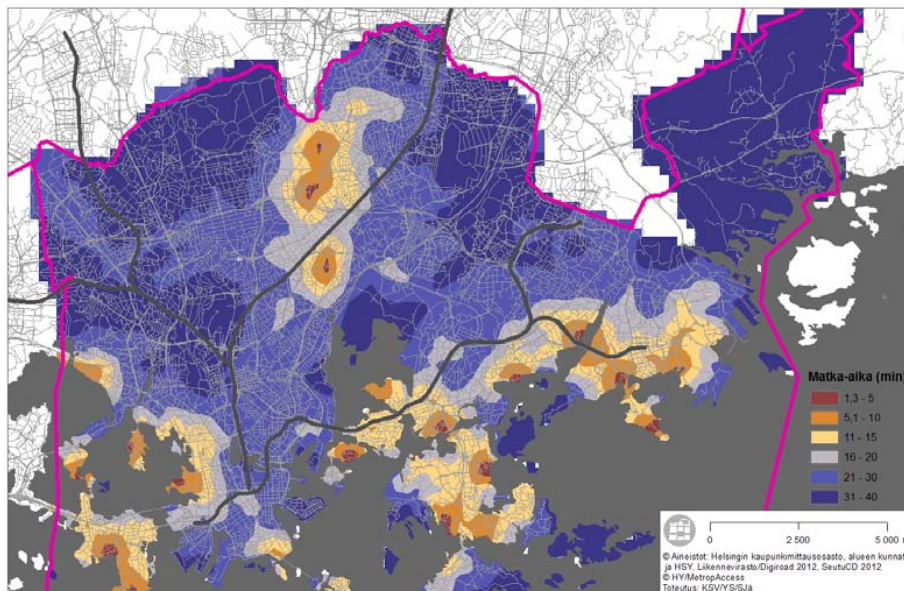 Matka-aika (min)
1,3 - 5
5,1 - 10
11 - 15
16 - 20
21 - 30
31 - 40
0 2 500 5 000
© Aineistot: Helsingin kaupunkimittausosasto, alueen kunnat
ja HSY, Liikennevirasto/Digiroad 2012, SeutuCD 2012
© HY/MetropAccess
Toteutus: KSV/YS/SJa